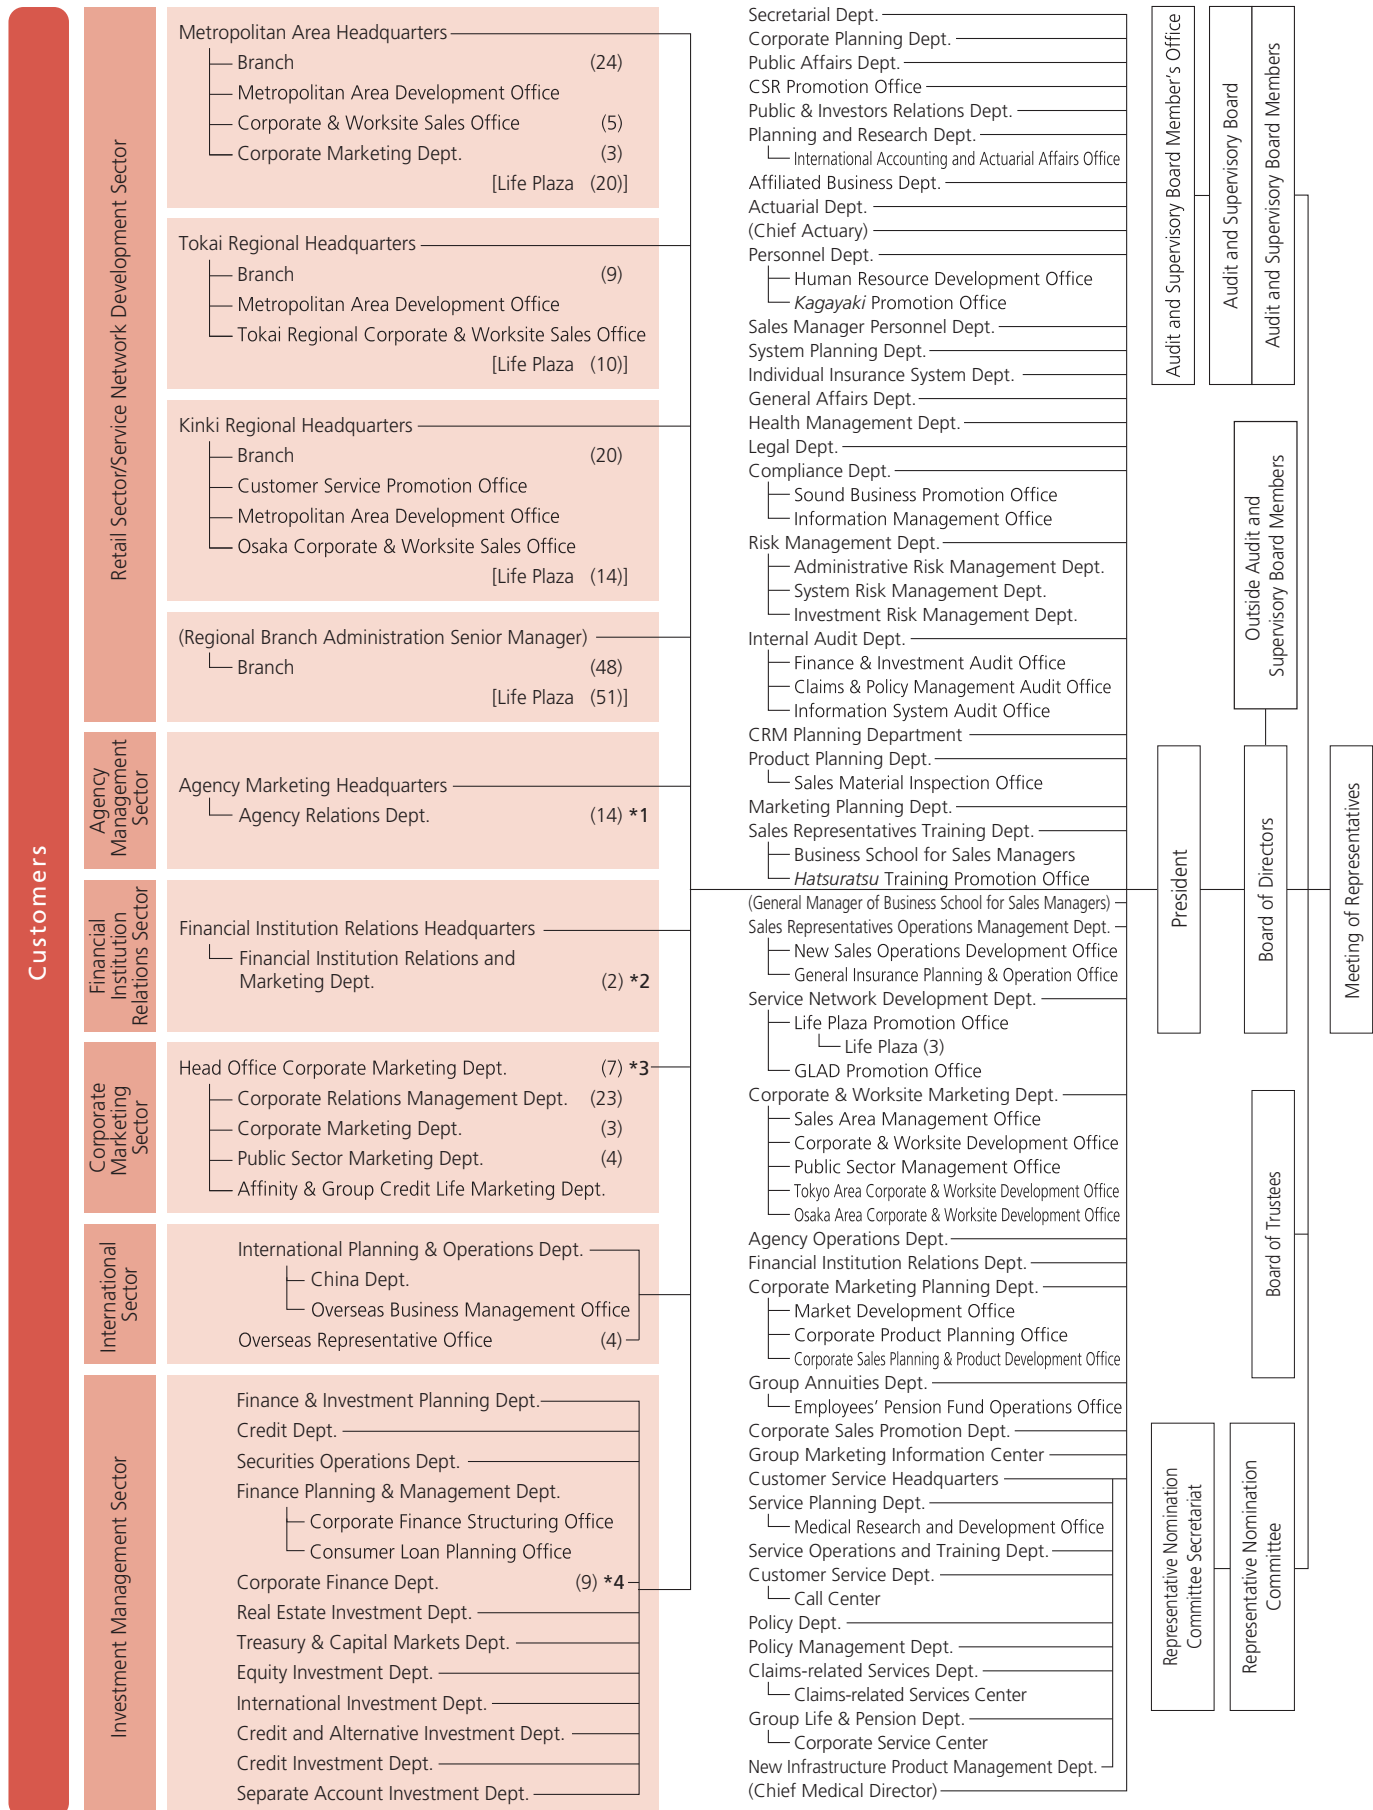 Customers
Retail Sector/Service Network Development Sector
Metropolitan Area Headquarters
Branch (24)
Metropolitan Area Development Office
Corporate & Worksite Sales Office (5)
Corporate Marketing Dept. (3)
[Life Plaza (20)]
Tokai Regional Headquarters
Branch (9)
Metropolitan Area Development Office
Tokai Regional Corporate & Worksite Sales Office
[Life Plaza (10)]
Kinki Regional Headquarters
Branch (20)
Customer Service Promotion Office
Metropolitan Area Development Office
Osaka Corporate & Worksite Sales Office
[Life Plaza (14)]
(Regional Branch Administration Senior Manager)
Branch (48)
[Life Plaza (51)]
Agency
Management
Sector
Agency Marketing Headquarters
Agency Relations Dept. (14) *1
Financial
Institution
Relations Sector
Financial Institution Relations Headquarters
Financial Institution Relations and
Marketing Dept. (2) *2
Corporate
Marketing
Sector
Head Office Corporate Marketing Dept. (7) *3
Corporate Relations Management Dept. (23)
Corporate Marketing Dept. (3)
Public Sector Marketing Dept. (4)
Affinity & Group Credit Life Marketing Dept.
International
Sector
International Planning & Operations Dept.
China Dept.
Overseas Business Management Office
Overseas Representative Office (4)
Investment Management Sector
Finance & Investment Planning Dept.
Credit Dept.
Securities Operations Dept.
Finance Planning & Management Dept.
Corporate Finance Structuring Office
Consumer Loan Planning Office
Corporate Finance Dept. (9) *4
Real Estate Investment Dept.
Treasury & Capital Markets Dept.
Equity Investment Dept.
International Investment Dept.
Credit and Alternative Investment Dept.
Credit Investment Dept.
Separate Account Investment Dept.
Secretarial Dept.
Corporate Planning Dept.
Public Affairs Dept.
CSR Promotion Office
Public & Investors Relations Dept.
Planning and Research Dept.
International Accounting and Actuarial Affairs Office
Affiliated Business Dept.
Actuarial Dept.
(Chief Actuary)
Personnel Dept.
Human Resource Development Office
Kagayaki Promotion Office
Sales Manager Personnel Dept.
System Planning Dept.
Individual Insurance System Dept.
General Affairs Dept.
Health Management Dept.
Legal Dept.
Compliance Dept.
Sound Business Promotion Office
Information Management Office
Risk Management Dept.
Administrative Risk Management Dept.
System Risk Management Dept.
Investment Risk Management Dept.
Internal Audit Dept.
Finance & Investment Audit Office
Claims & Policy Management Audit Office
Information System Audit Office
CRM Planning Department
Product Planning Dept.
Sales Material Inspection Office
Marketing Planning Dept.
Sales Representatives Training Dept.
Business School for Sales Managers
Hatsuratsu Training Promotion Office
(General Manager of Business School for Sales Managers)
Sales Representatives Operations Management Dept.
New Sales Operations Development Office
General Insurance Planning & Operation Office
Service Network Development Dept.
Life Plaza Promotion Office
Life Plaza (3)
GLAD Promotion Office
Corporate & Worksite Marketing Dept.
Sales Area Management Office
Corporate & Worksite Development Office
Public Sector Management Office
Tokyo Area Corporate & Worksite Development Office
Osaka Area Corporate & Worksite Development Office
Agency Operations Dept.
Financial Institution Relations Dept.
Corporate Marketing Planning Dept.
Market Development Office
Corporate Product Planning Office
Corporate Sales Planning & Product Development Office
Group Annuities Dept.
Employees' Pension Fund Operations Office
Corporate Sales Promotion Dept.
Group Marketing Information Center
Customer Service Headquarters
Service Planning Dept.
Medical Research and Development Office
Service Operations and Training Dept.
Customer Service Dept.
Call Center
Policy Dept.
Policy Management Dept.
Claims-related Services Dept.
Claims-related Services Center
Group Life & Pension Dept.
Corporate Service Center
New Infrastructure Product Management Dept.
(Chief Medical Director)
Audit and Supervisory Board Member's Office
Audit and Supervisory Board
Audit and Supervisory Board Members
Outside Audit and
Supervisory Board Members
President
Board of Directors
Meeting of Representatives
Board of Trustees
Representative Nomination
Committee Secretariat
Representative Nomination
Committee